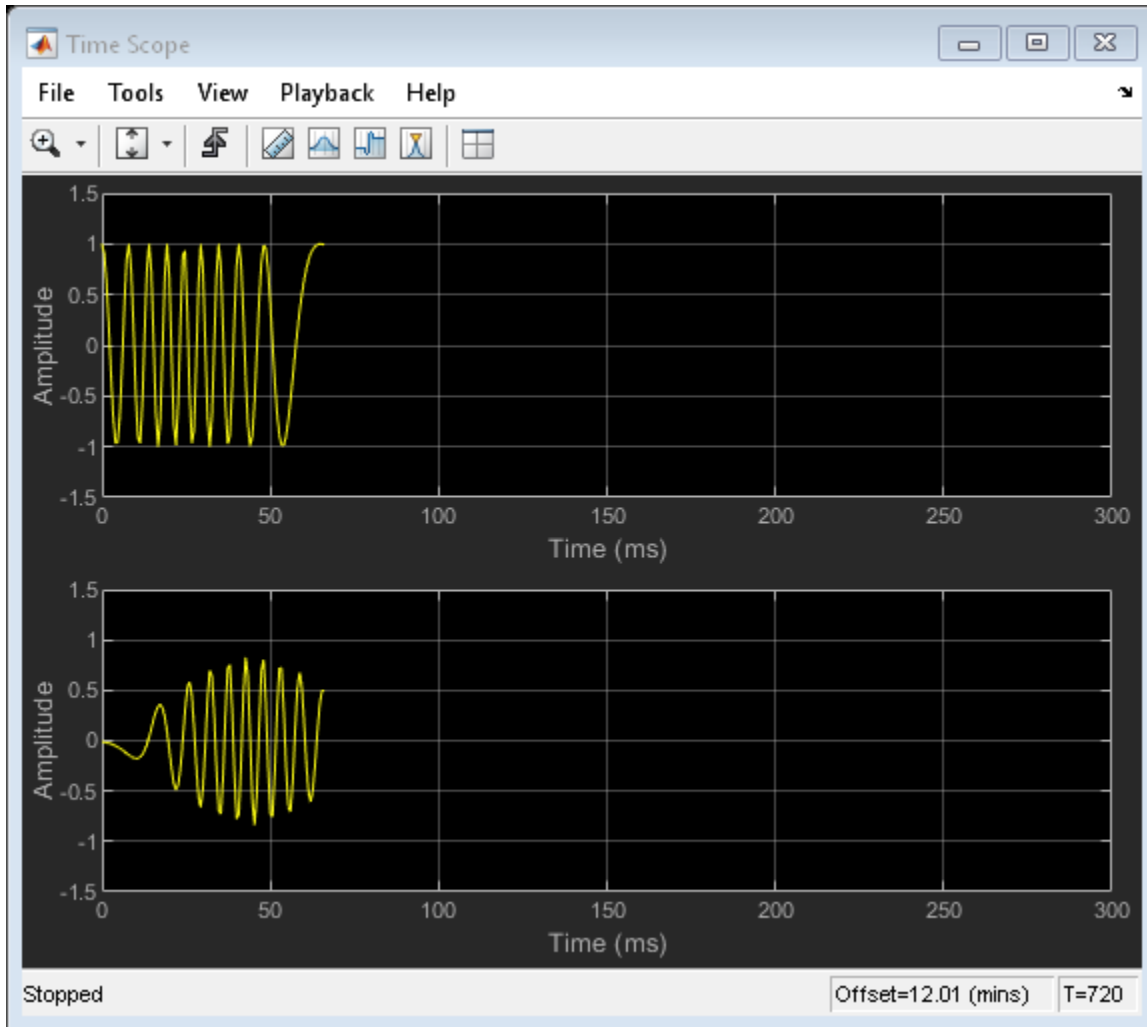 Time Scope
File Tools View Playback Help
1.5
1
0.5
0
-0.5
-1
-1.5
Amplitude
0 50 100 150 200 250 300
Time (ms)
1.5
1
0.5
0
-0.5
-1
-1.5
Amplitude
0 50 100 150 200 250 300
Time (ms)
Stopped Offset=12.01 (mins) T=720